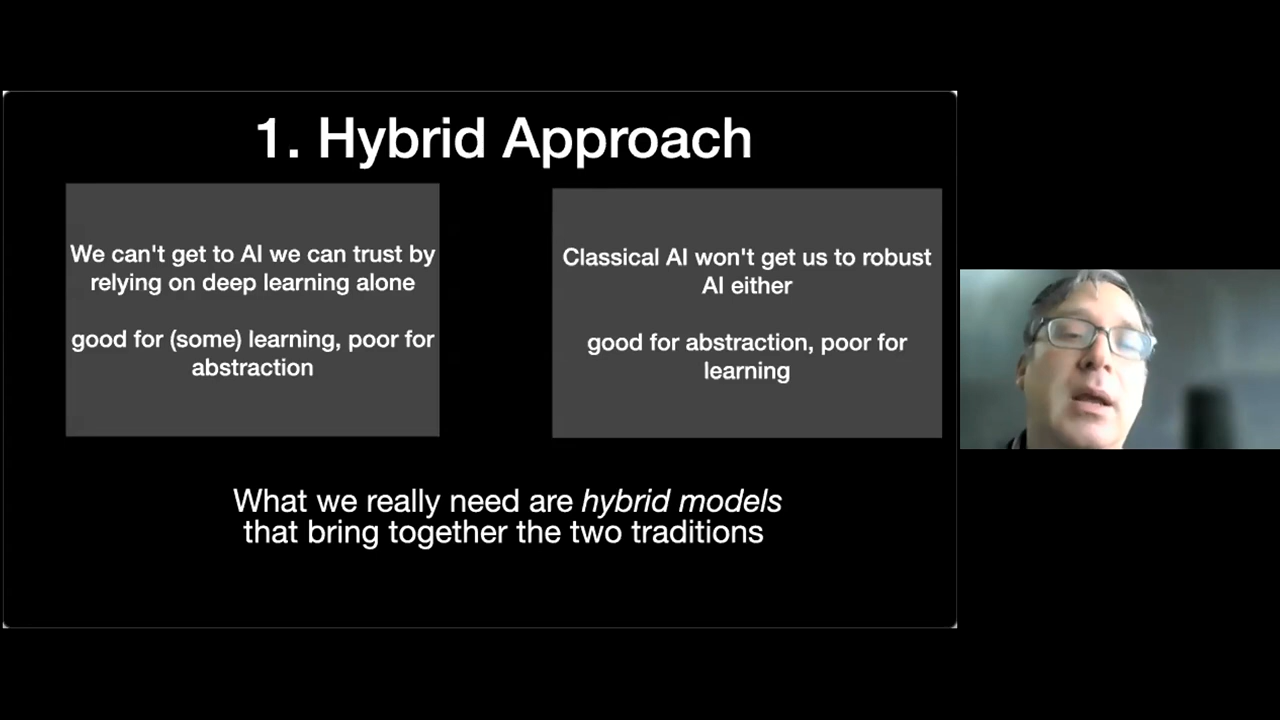 1. Hybrid Approach
We can't get to AI we can trust by
relying on deep learning alone
good for (some) learning, poor for
abstraction
Classical AI won't get us to robust
AI either
good for abstraction, poor for
learning
What we really need are hybrid models
that bring together the two traditions